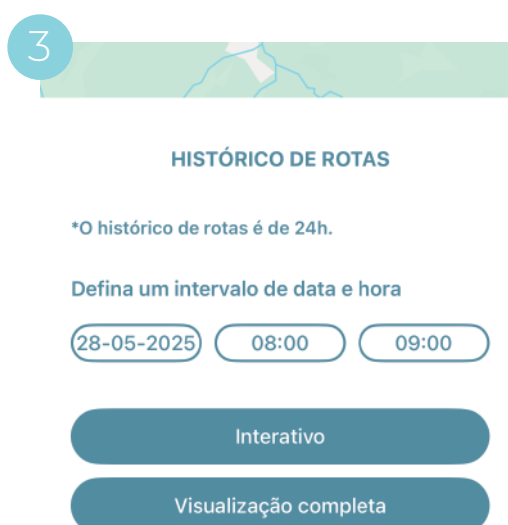 3
HISTÓRICO DE ROTAS
*O histórico de rotas é de 24h.
Defina um intervalo de data e hora
28-05-2025 08:00 09:00
Interativo
Visualização completa